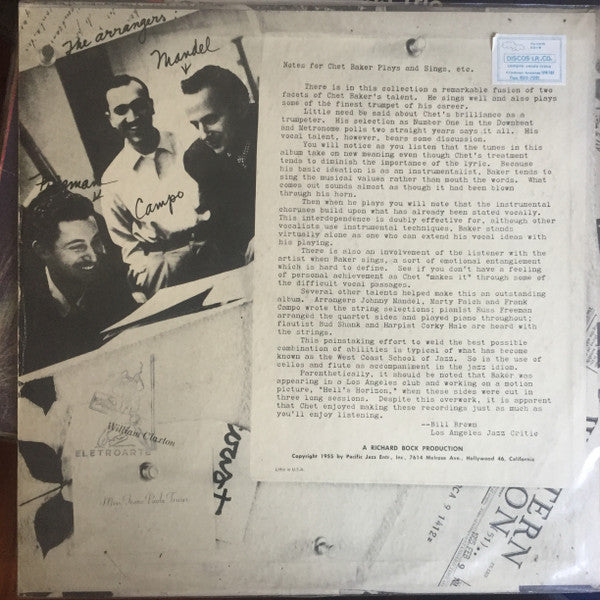 The arrangers
Mandel
Freeman
Campo
DISCOS LP, CO.
Notes for Chet Baker Plays and Sings, etc.
There is in this collection a remarkable fusion of two
facets of Chet Baker's talent. He sings well and also plays
some of the finest trumpet of his career.
Little need be said about Chet's brilliance as a
trumpeter. His selection as Number One in the Downbeat
and Metronome polls two straight years says it all. His
vocal talent, however, bears some discussion.
You will notice as you listen that the tunes in this
album take on new meaning even though Chet's treatment
tends to diminish the importance of the lyric. Because
his basic ideation is as an instrumentalist, Baker tends to
sing the musical values rather than mouth the words. What
comes out sounds almost as though it had been blown
through his horn.
Then when he plays you will note that the instrumental
choruses build upon what has already been stated vocally.
This interdependence is doubly effective for, although other
vocalists use instrumental techniques, Baker stands
virtually alone as one who can extend his vocal ideas with
his playing.
There is also an involvement of the listener with the
artist when Baker sings, a sort of emotional entanglement
which is hard to define. See if you don't have a feeling
of personal achievement as Chet "makes it" through some of
the difficult vocal passages.
Several other talents helped make this an outstanding
album. Arrangers Johnny Mandel, Marty Paich and Frank
Campo wrote the string selections; pianist Russ Freeman
arranged the quartet sides and played piano throughout;
flautist Bud Shank and Harpist Corky Hale are heard with
the strings.
This painstaking effort to weld the best possible
combination of abilities is typical of what has become
known as the West Coast School of Jazz. So is the use of
cellos and flute as accompaniment in the jazz idiom.
Parenthetically, it should be noted that Baker was
appearing in a Los Angeles club and working on a motion
picture, "Hell's Horizon," when these sides were cut in
three long sessions. Despite this overwork, it is apparent
that Chet enjoyed making these recordings just as much as
you'll enjoy listening.
--Bill Brown
Los Angeles Jazz Critic
A RICHARD BOCK PRODUCTION
Copyright 1955 by Pacific Jazz Entr., Inc., 7614 Melrose Ave., Hollywood 46, California
Litho in U.S.A.
William Claxton
ELETROARTE
TERN
ON
CA 9 1412